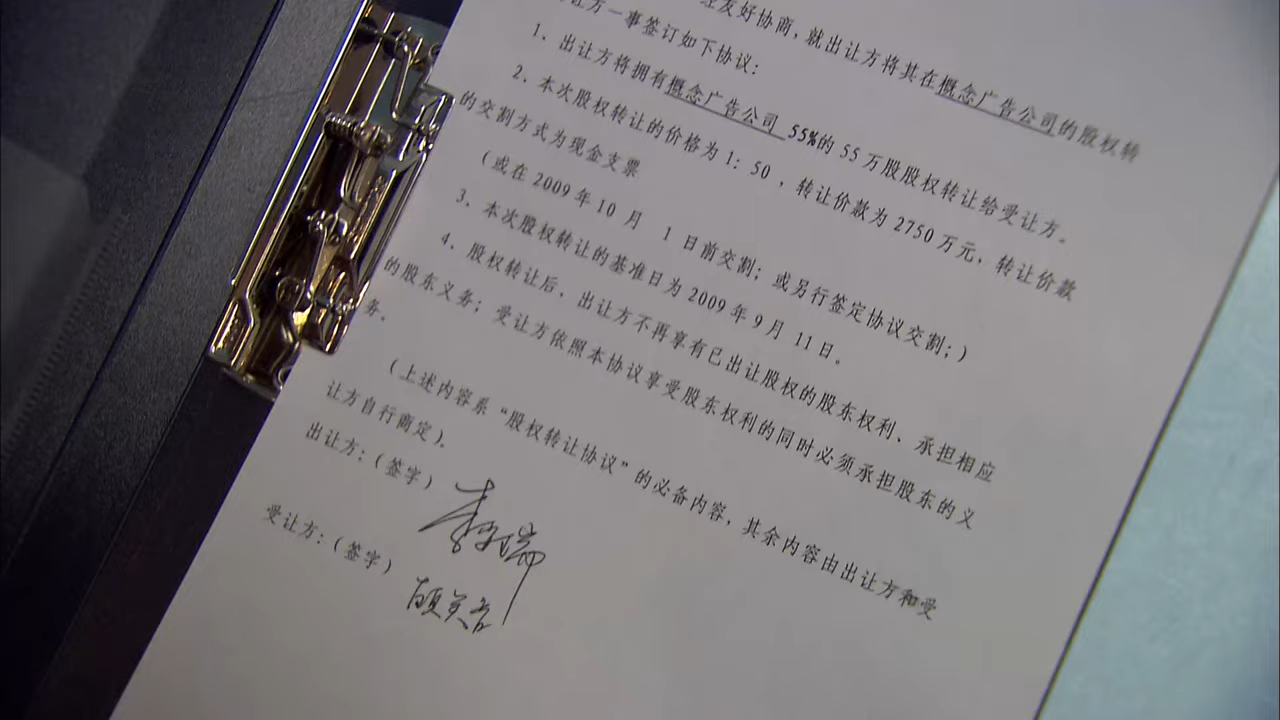 友好协商，就出让方将其在概念广告公司的股权转
让方一事签订如下协议：
1、出让方将拥有概念广告公司 55%的 55 万股股权转让给受让方。
2、本次股权转让的价格为 1：50 ，转让价款为 2750 万元，转让价款
的交割方式为现金支票
（或在 2009 年 10 月 1 日前交割；或另行签定协议交割；）
3、本次股权转让的基准日为 2009 年 9 月 11 日。
4、股权转让后，出让方不再享有已出让股权的股东权利、承担相应
的股东义务；受让方依照本协议享受股东权利的同时必须承担股东的义
务。
（上述内容系“股权转让协议”的必备内容，其余内容由出让方和受
让方自行商定）。
出让方：（签字）
受让方：（签字）